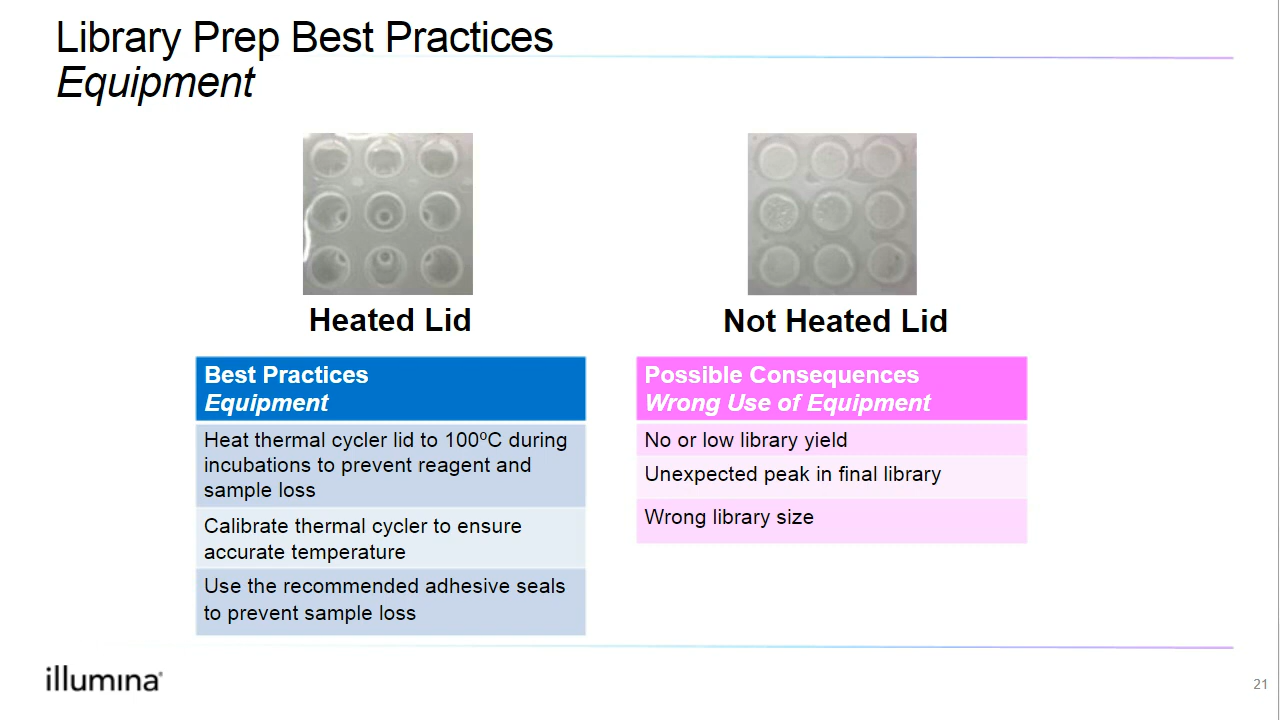 Library Prep Best Practices
Equipment
Heated Lid
Not Heated Lid
Best Practices
Equipment
Heat thermal cycler lid to 100ºC during
incubations to prevent reagent and
sample loss
Calibrate thermal cycler to ensure
accurate temperature
Use the recommended adhesive seals
to prevent sample loss
Possible Consequences
Wrong Use of Equipment
No or low library yield
Unexpected peak in final library
Wrong library size
illumina®
21